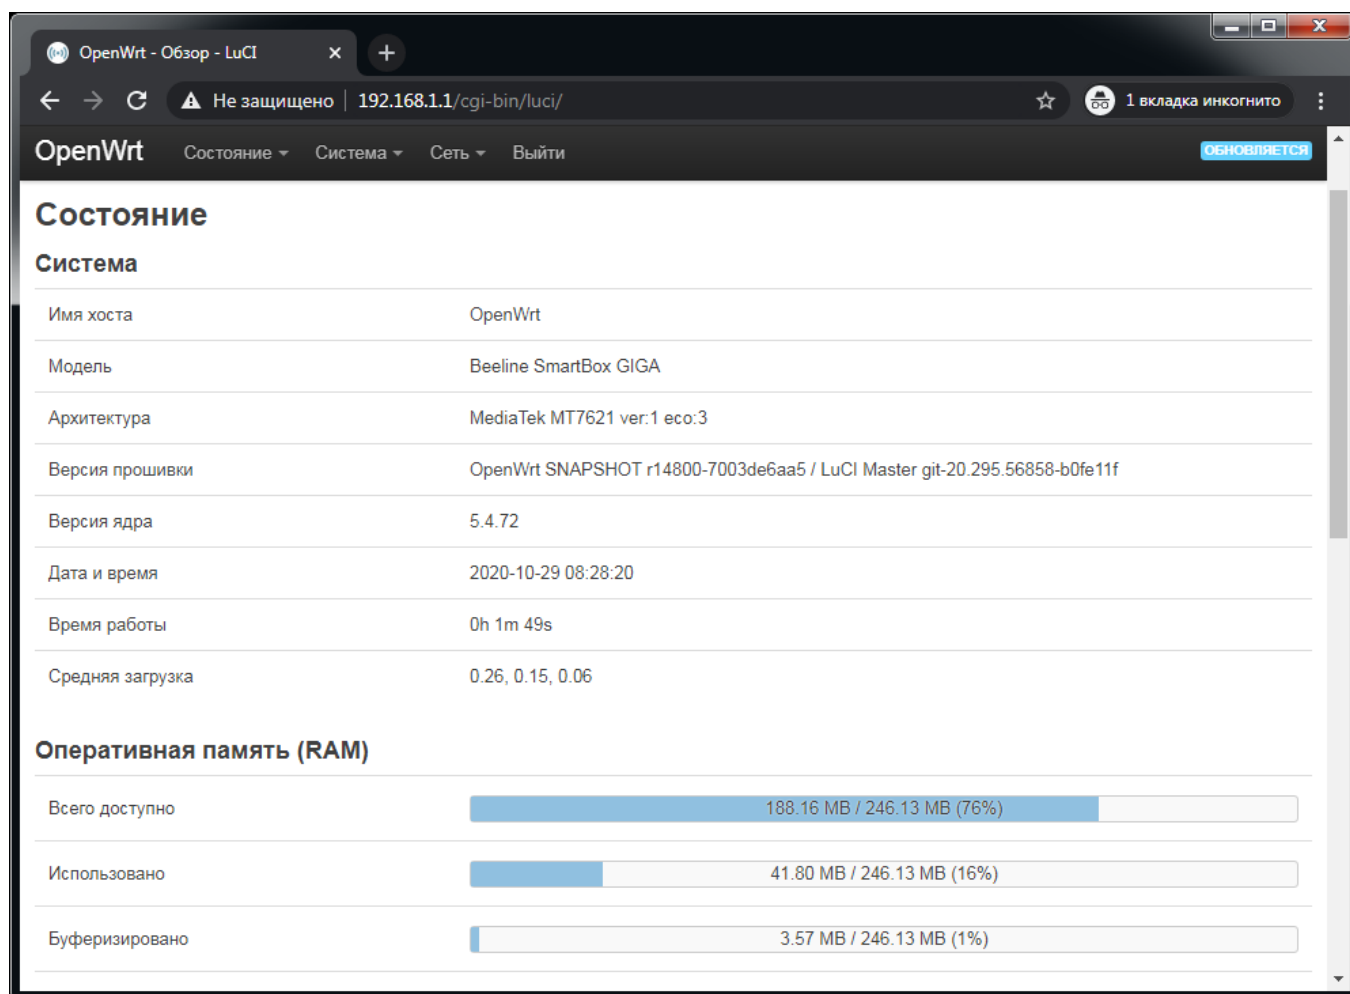 OpenWrt - Обзор - LuCI
Не защищено 192.168.1.1/cgi-bin/luci/ 1 вкладка инкогнито
OpenWrt Состояние Система Сеть Выйти ОБНОВЛЯЕТСЯ
Состояние
Система
Имя хоста OpenWrt
Модель Beeline SmartBox GIGA
Архитектура MediaTek MT7621 ver:1 eco:3
Версия прошивки OpenWrt SNAPSHOT r14800-7003de6aa5 / LuCI Master git-20.295.56858-b0fe11f
Версия ядра 5.4.72
Дата и время 2020-10-29 08:28:20
Время работы 0h 1m 49s
Средняя загрузка 0.26, 0.15, 0.06
Оперативная память (RAM)
Всего доступно 188.16 MB / 246.13 MB (76%)
Использовано 41.80 MB / 246.13 MB (16%)
Буферизировано 3.57 MB / 246.13 MB (1%)